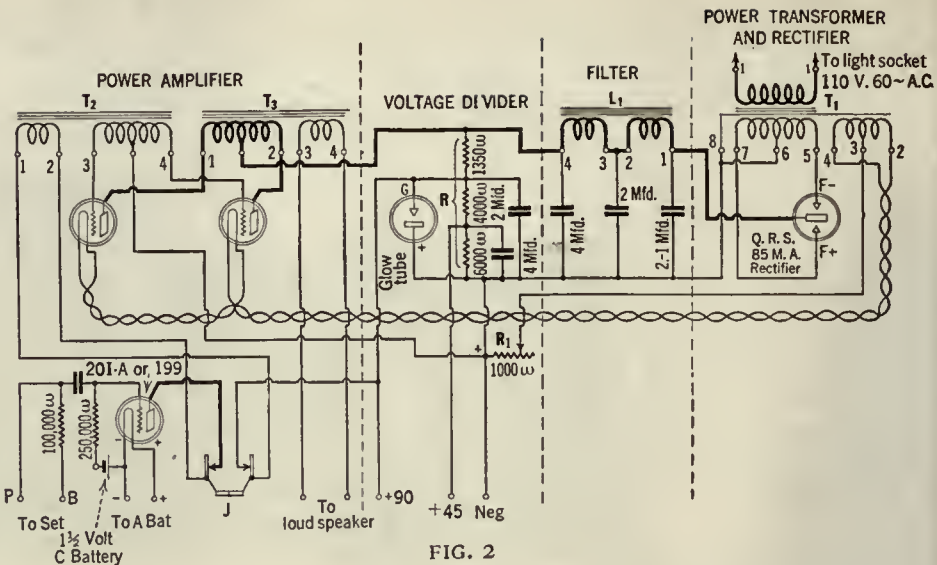 POWER TRANSFORMER
AND RECTIFIER
1 1 To light socket
110 V. 60~ A.C.
POWER AMPLIFIER
FILTER
VOLTAGE DIVIDER
T2
T3
L1
T1
1 2 3 4 1 2 3 4
4 3 2 1
8 7 6 5 4 3 2
1350ω
4000ω
6000ω
R
G
+
Glow
tube
2 Mfd.
4 Mfd.
4 Mfd.
2 Mfd.
2.-1 Mfd.
F-
F+
Q. R. S.
85 M. A.
Rectifier
+ R1
1000 ω
201-A or, 199
100,000ω
250,000ω
- +
P B - + J +90
To Set To A Bat
To
loud speaker
+45 Neg
1½ Volt
C Battery
FIG. 2